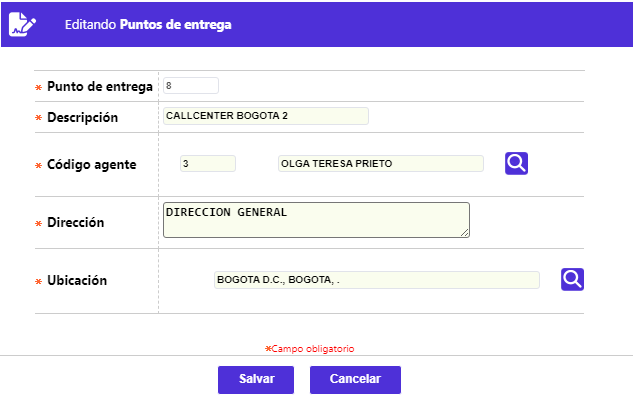 Editando Puntos de entrega
* Punto de entrega 8
* Descripción CALLCENTER BOGOTA 2
* Código agente 3 OLGA TERESA PRIETO
* Dirección DIRECCION GENERAL
* Ubicación BOGOTA D.C., BOGOTA, .
*Campo obligatorio
Salvar Cancelar